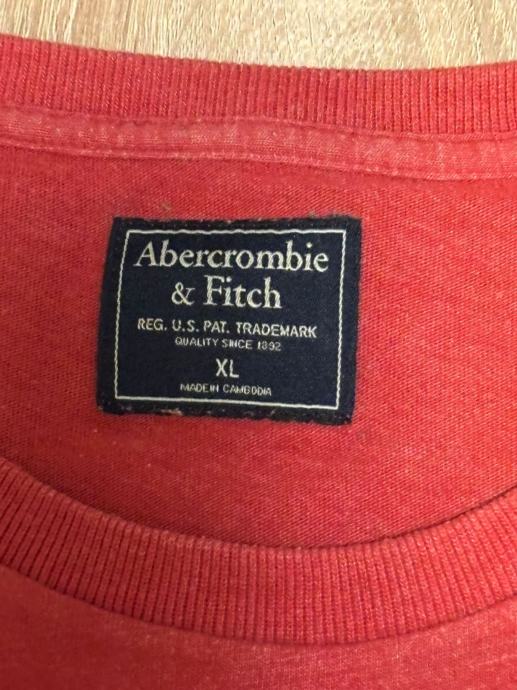 Abercrombie
& Fitch
REG. U.S. PAT. TRADEMARK
QUALITY SINCE 1892
XL
MADE IN CAMBODIA